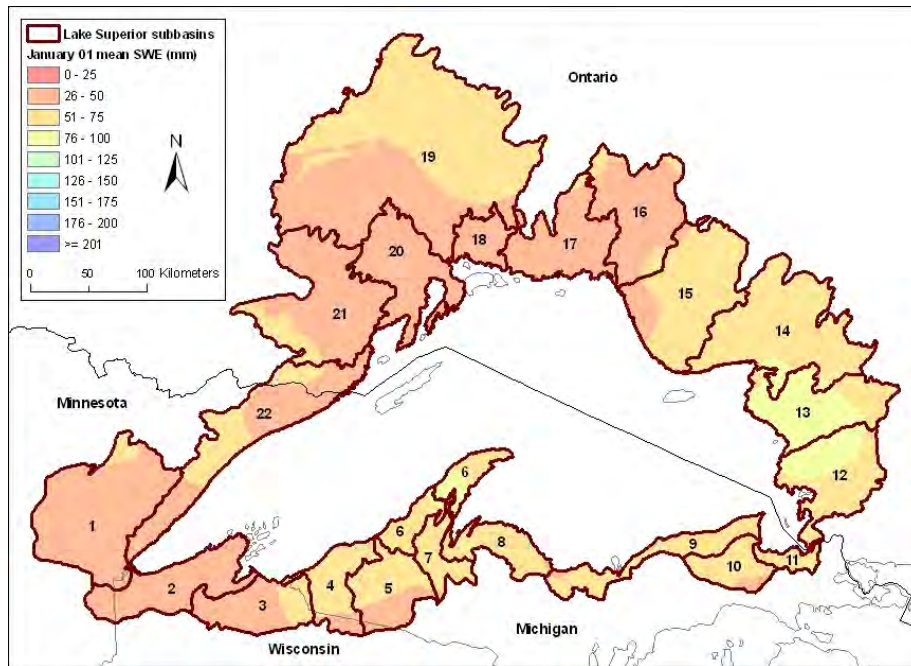 Lake Superior subbasins
January 01 mean SWE (mm)
0 - 25
26 - 50
51 - 75
76 - 100
101 - 125
126 - 150
151 - 175
176 - 200
>= 201
N
0 50 100 Kilometers
Ontario
19
16
20
18
17
21
15
14
Minnesota
22
13
12
6
1
6
7
8
9
10
11
2
3
4
5
Michigan
Wisconsin